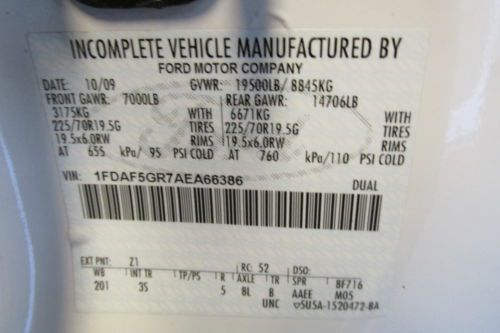 INCOMPLETE VEHICLE MANUFACTURED BY
FORD MOTOR COMPANY
DATE: 10/09 GVWR: 19500LB/ 8845KG
FRONT GAWR: 7000LB REAR GAWR: 14706LB
3175KG WITH 6671KG WITH
225/70R19.5G TIRES 225/70R19.5G TIRES
19.5x6.0RW RIMS 19.5x6.0RW RIMS
AT 655 kPa/ 95 PSI COLD AT 760 kPa/110 PSI COLD
VIN: 1FDAF5GR7AEA66386 DUAL
EXT PNT: Z1 RC: 52 DSO:
WB INT TR TP/PS R AXLE TR SPR 8F716
201 3S 5 8L B AAEE M05
UNC SU5A-1520472-BA